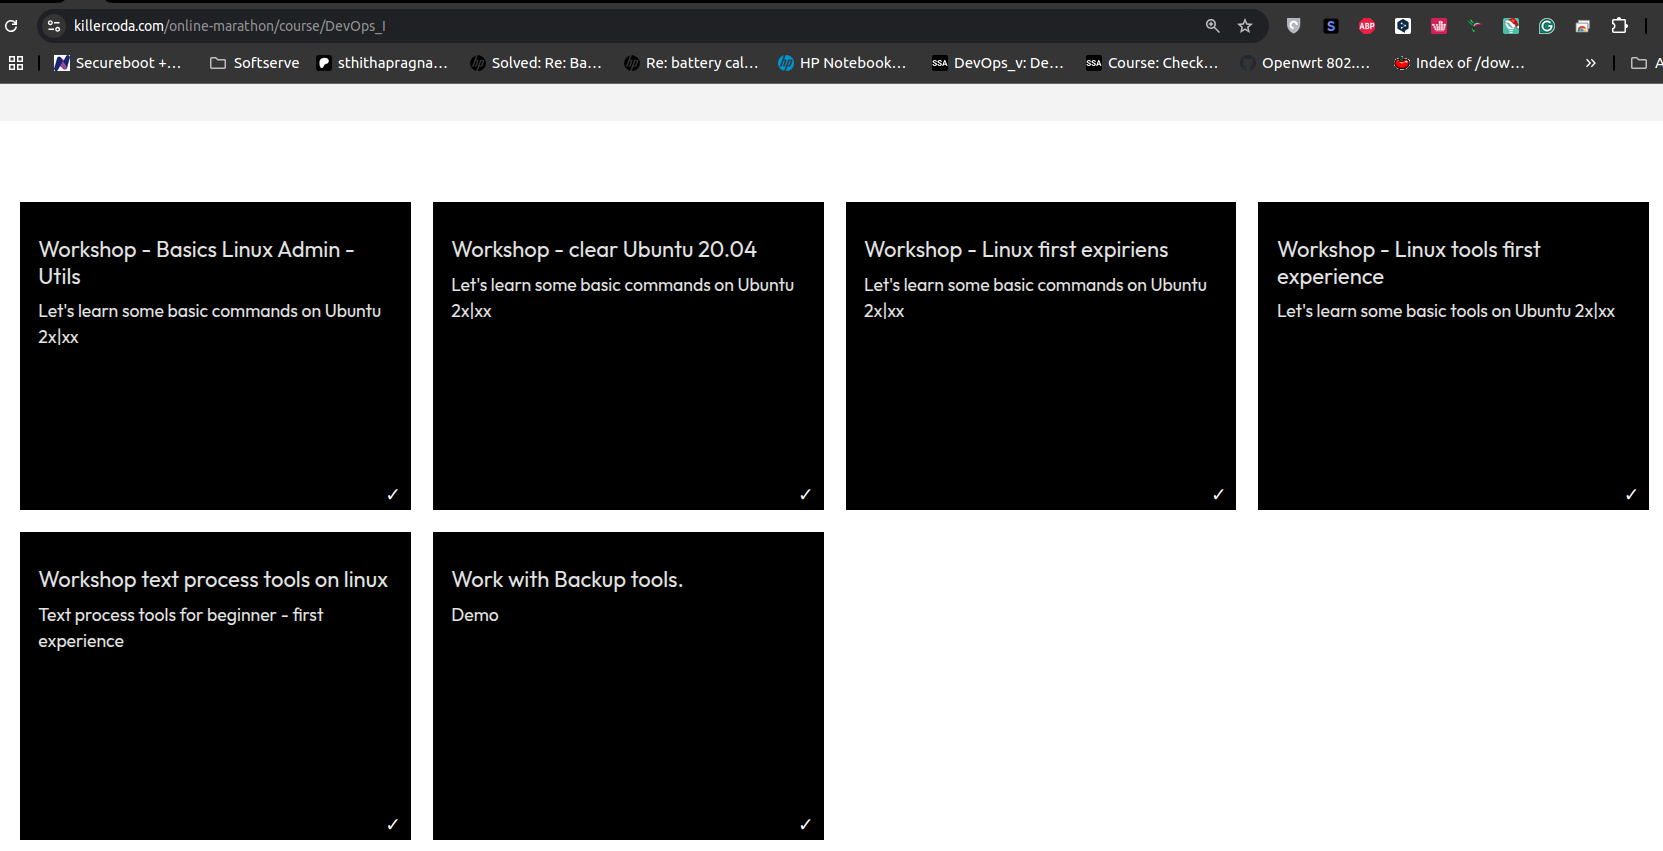 killercoda.com/online-marathon/course/DevOps_I
S
ABP
Secureboot +...
Softserve
sthithapragna...
Solved: Re: Ba...
Re: battery cal...
HP Notebook...
SSA
DevOps_v: De...
SSA
Course: Check...
Openwrt 802....
Index of /dow...
»
A
Workshop - Basics Linux Admin -
Utils
Let's learn some basic commands on Ubuntu
2x|xx
✓
Workshop - clear Ubuntu 20.04
Let's learn some basic commands on Ubuntu
2x|xx
✓
Workshop - Linux first expiriens
Let's learn some basic commands on Ubuntu
2x|xx
✓
Workshop - Linux tools first
experience
Let's learn some basic tools on Ubuntu 2x|xx
✓
Workshop text process tools on linux
Text process tools for beginner - first
experience
✓
Work with Backup tools.
Demo
✓